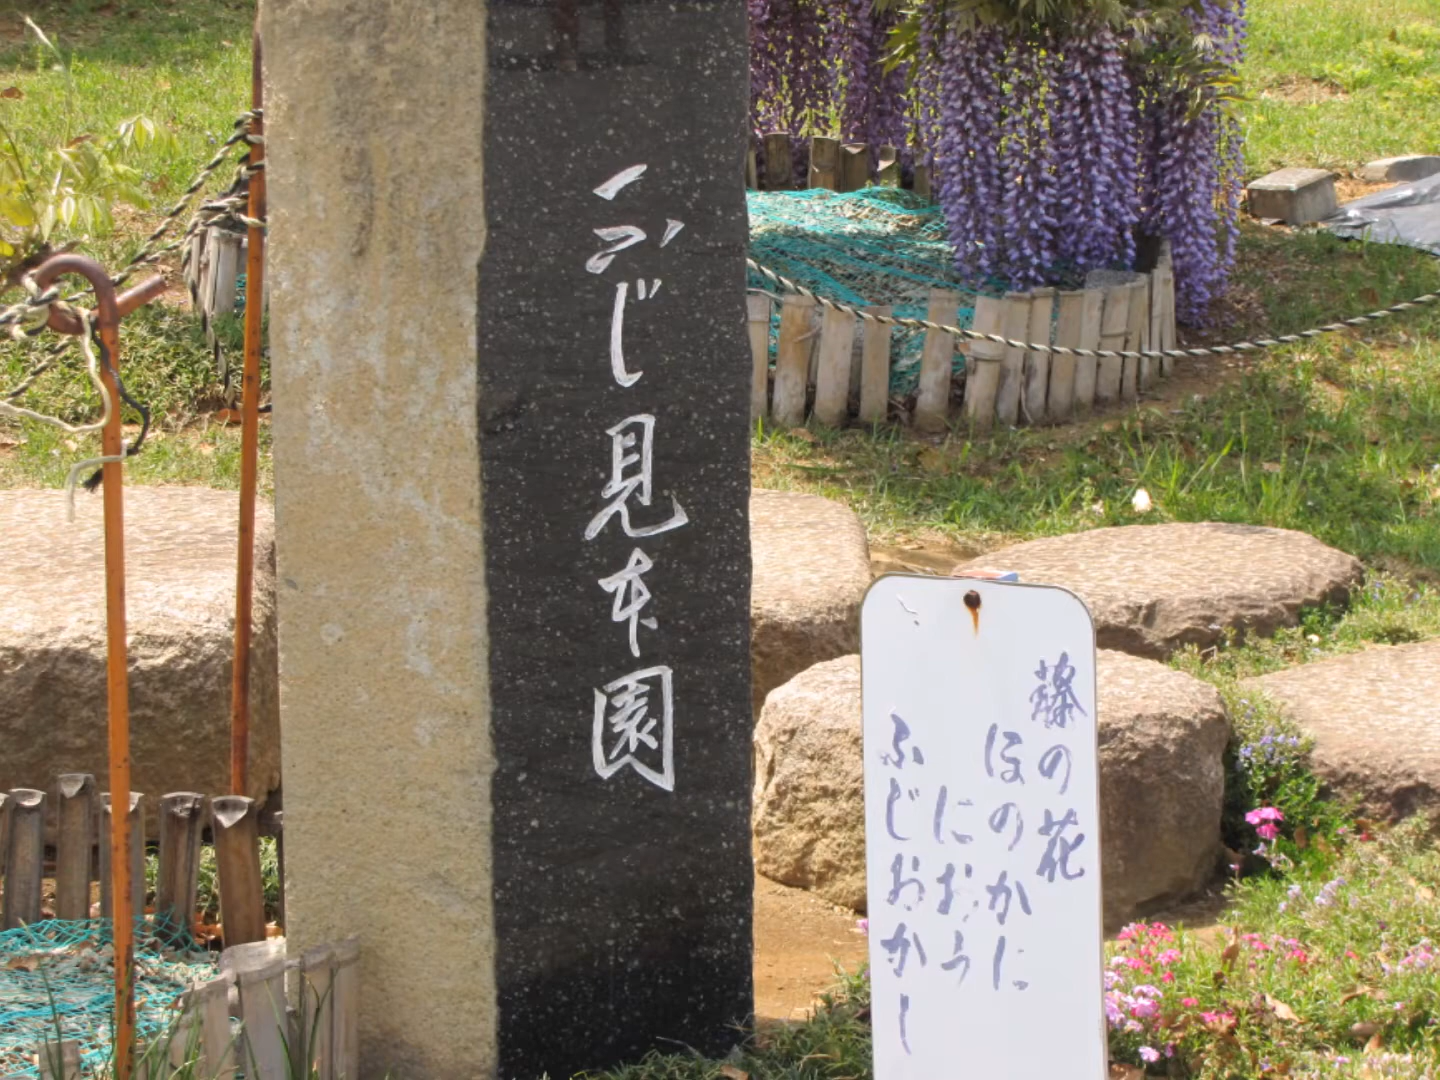 ふじ見本園
藤の花
ほのかに
におう
ふじおかし